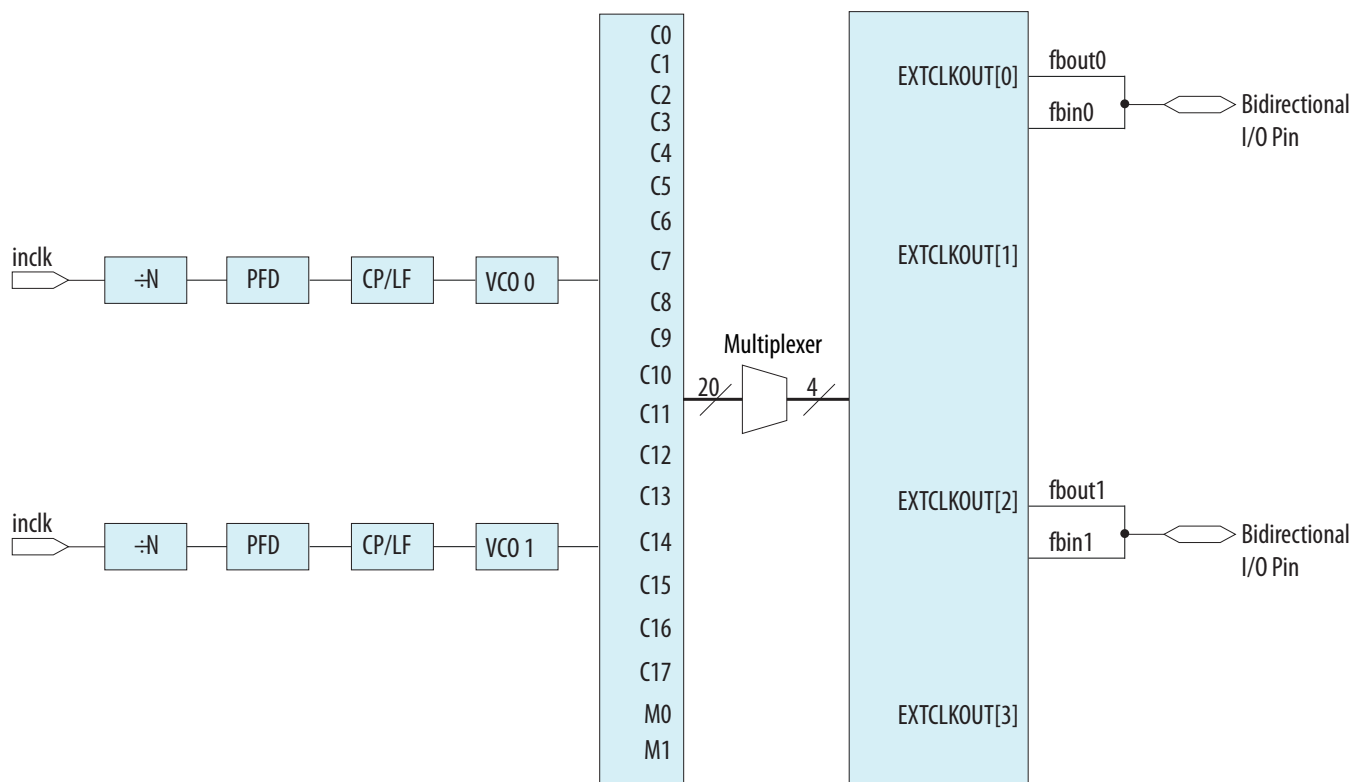 inclk
÷N
PFD
CP/LF
VCO 0
inclk
÷N
PFD
CP/LF
VCO 1
C0
C1
C2
C3
C4
C5
C6
C7
C8
C9
C10
C11
C12
C13
C14
C15
C16
C17
M0
M1
20
Multiplexer
4
EXTCLKOUT[0]
EXTCLKOUT[1]
EXTCLKOUT[2]
EXTCLKOUT[3]
fbout0
fbin0
Bidirectional
I/O Pin
fbout1
fbin1
Bidirectional
I/O Pin